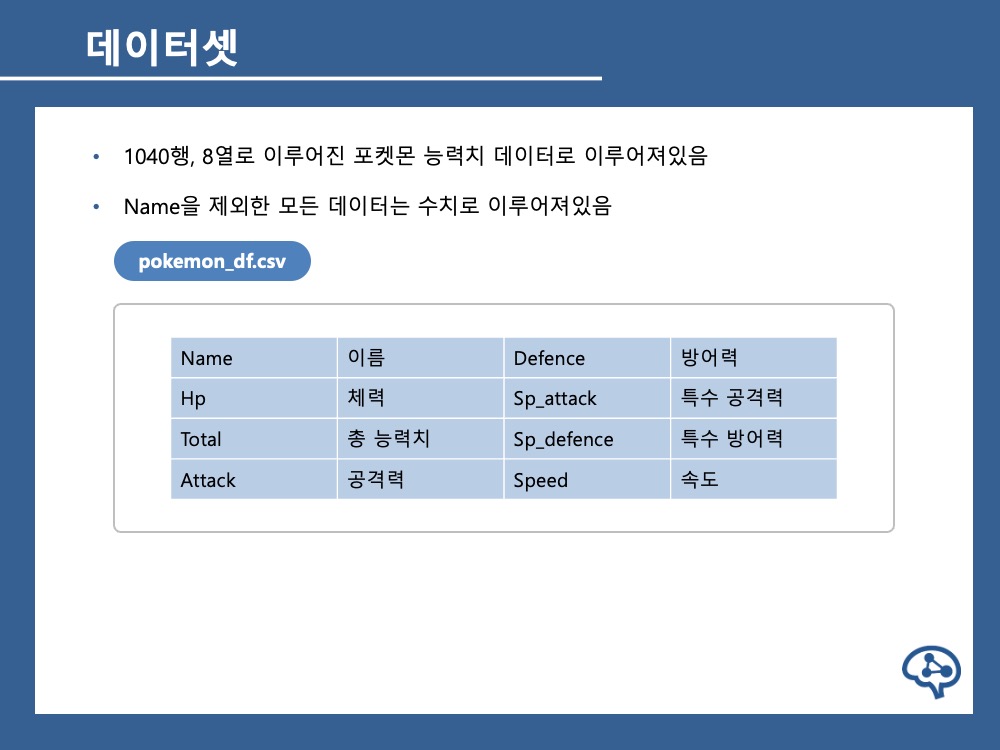 데이터셋
• 1040행, 8열로 이루어진 포켓몬 능력치 데이터로 이루어져있음
• Name을 제외한 모든 데이터는 수치로 이루어져있음
pokemon_df.csv
Name 이름 Defence 방어력
Hp 체력 Sp_attack 특수 공격력
Total 총 능력치 Sp_defence 특수 방어력
Attack 공격력 Speed 속도